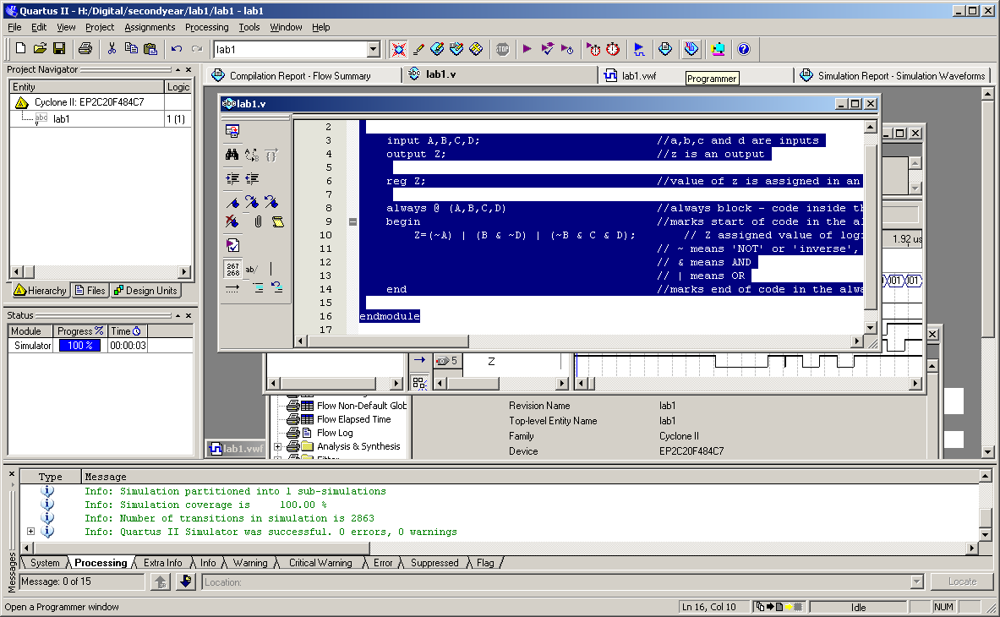 Quartus II - H:/Digital/secondyear/lab1/lab1 - lab1
File Edit View Project Assignments Processing Tools Window Help
lab1
STOP
Project Navigator
Compilation Report - Flow Summary
lab1.v
lab1.vwf
Programmer
Simulation Report - Simulation Waveforms
Entity Logic
Cyclone II: EP2C20F484C7
lab1 1 (1)
Hierarchy Files Design Units
Status
Module Progress % Time
Simulator 100 % 00:00:03
lab1.v
267
268 ab/
2
3 input A,B,C,D; //a,b,c and d are inputs
4 output Z; //z is an output
5
6 reg Z; //value of z is assigned in an
7
8 always @ (A,B,C,D) //always block - code inside th
9 begin //marks start of code in the al
10 Z=(~A) | (B & ~D) | (~B & C & D); // Z assigned value of logi
11 // ~ means 'NOT' or 'inverse',
12 // & means AND
13 // | means OR
14 end //marks end of code in the alwa
15
16 endmodule
17
1.92 us
5 Z
Flow Non-Default Glob
Flow Elapsed Time
Flow Log
Analysis & Synthesis
Revision Name lab1
Top-level Entity Name lab1
Family Cyclone II
Device EP2C20F484C7
lab1.vwf
Type Message
Info: Simulation partitioned into 1 sub-simulations
Info: Simulation coverage is 100.00 %
Info: Number of transitions in simulation is 2863
Info: Quartus II Simulator was successful. 0 errors, 0 warnings
System Processing Extra Info Info Warning Critical Warning Error Suppressed Flag
Messages
Message: 0 of 15
Location:
Locate
Open a Programmer window
Ln 16, Col 10
Idle
NUM